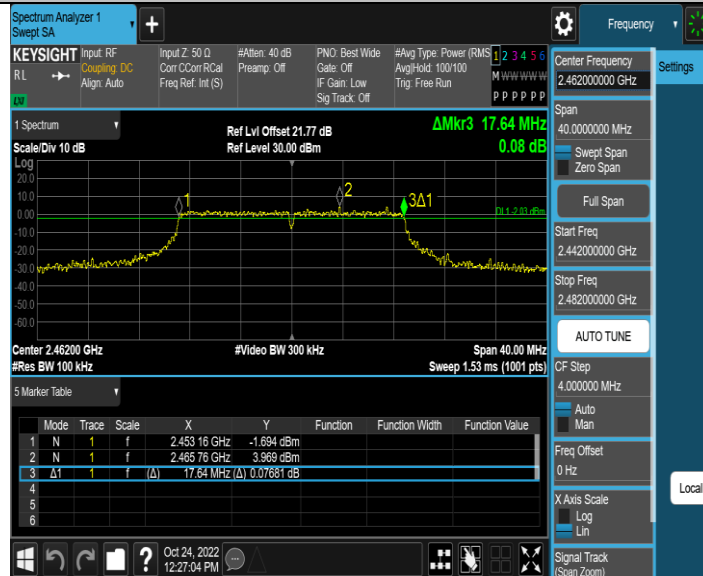 Spectrum Analyzer 1
Swept SA
+
Frequency
KEYSIGHT
RL
LXI
Input: RF
Coupling: DC
Align: Auto
Input Z: 50 Ω
Corr CCorr RCal
Freq Ref: Int (S)
#Atten: 40 dB
Preamp: Off
PNO: Best Wide
Gate: Off
IF Gain: Low
Sig Track: Off
#Avg Type: Power (RMS
Avg|Hold: 100/100
Trig: Free Run
1 2 3 4 5 6
M W W W W W
P P P P P P
1 Spectrum
Scale/Div 10 dB
Ref Lvl Offset 21.77 dB
Ref Level 30.00 dBm
ΔMkr3 17.64 MHz
0.08 dB
Log
20.0
10.0
0.00
-10.0
-20.0
-30.0
-40.0
-50.0
-60.0
1
2
3Δ1
DL1 -2.03 dBm
Center 2.46200 GHz
#Res BW 100 kHz
#Video BW 300 kHz
Span 40.00 MHz
Sweep 1.53 ms (1001 pts)
5 Marker Table
Mode Trace Scale X Y Function Function Width Function Value
1 N 1 f 2.453 16 GHz -1.694 dBm
2 N 1 f 2.465 76 GHz 3.969 dBm
3 Δ1 1 f (Δ) 17.64 MHz (Δ) 0.07681 dB
4
5
6
?
Oct 24, 2022
12:27:04 PM
Center Frequency
2.462000000 GHz
Settings
Span
40.0000000 MHz
Swept Span
Zero Span
Full Span
Start Freq
2.442000000 GHz
Stop Freq
2.482000000 GHz
AUTO TUNE
CF Step
4.000000 MHz
Auto
Man
Freq Offset
0 Hz
Local
X Axis Scale
Log
Lin
Signal Track
(Span Zoom)